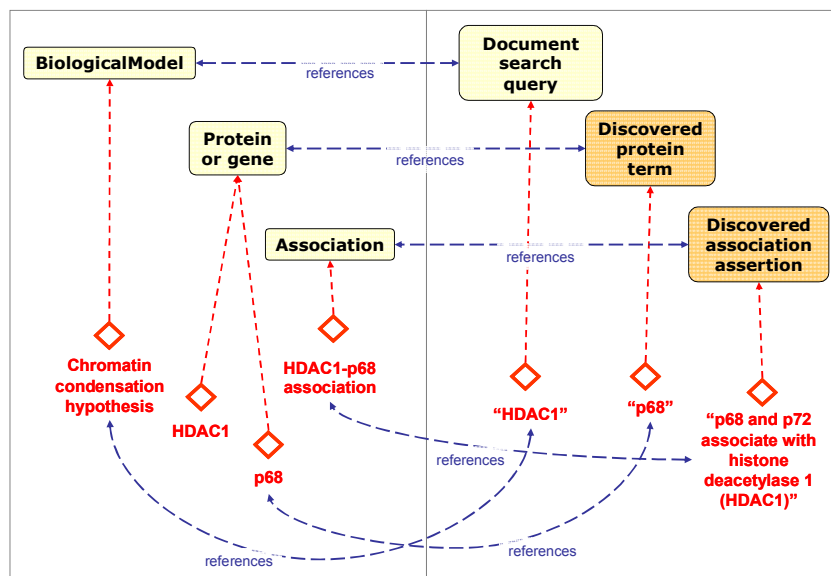 BiologicalModel
references
Document
search
query
Protein
or gene
references
Discovered
protein
term
Association
references
Discovered
association
assertion
Chromatin
condensation
hypothesis
HDAC1
p68
HDAC1-p68
association
“HDAC1”
“p68”
“p68 and p72
associate with
histone
deacetylase 1
(HDAC1)”
references
references
references